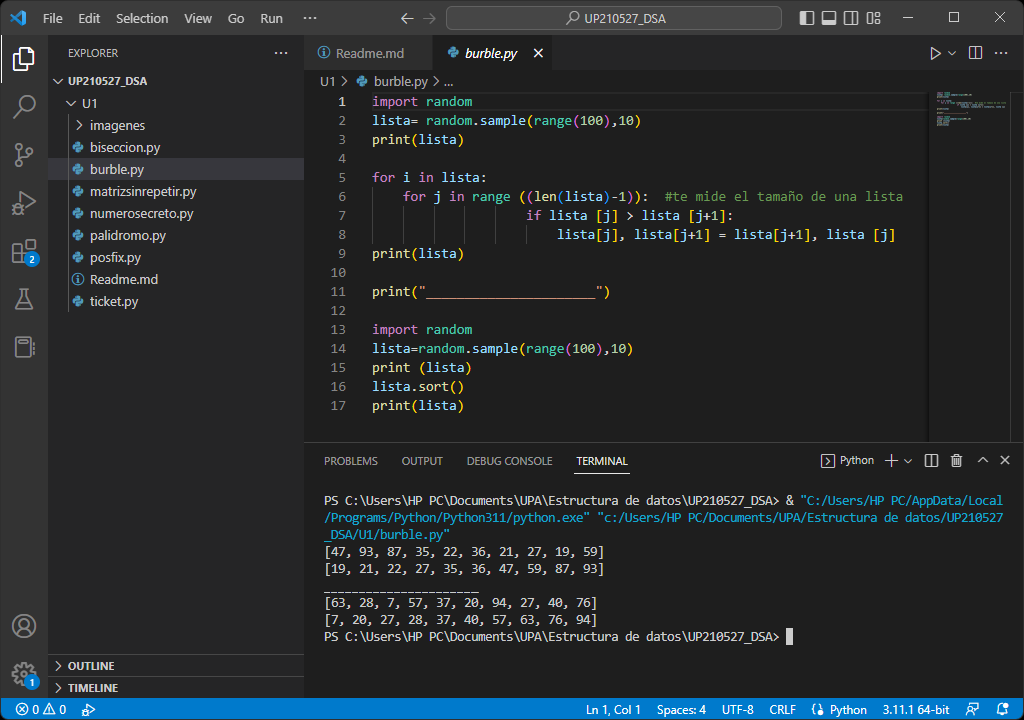 File Edit Selection View Go Run ··· UP210527_DSA
EXPLORER ···
UP210527_DSA
U1
imagenes
biseccion.py
burble.py
matrizsinrepetir.py
numerosecreto.py
palidromo.py
posfix.py
Readme.md
ticket.py
OUTLINE
TIMELINE
2
1
Readme.md burble.py
U1 > burble.py > ...
1 import random
2 lista= random.sample(range(100),10)
3 print(lista)
4
5 for i in lista:
6 for j in range ((len(lista)-1)): #te mide el tamaño de una lista
7 if lista [j] > lista [j+1]:
8 lista[j], lista[j+1] = lista[j+1], lista [j]
9 print(lista)
10
11 print("______________________")
12
13 import random
14 lista=random.sample(range(100),10)
15 print (lista)
16 lista.sort()
17 print(lista)
PROBLEMS OUTPUT DEBUG CONSOLE TERMINAL Python
PS C:\Users\HP PC\Documents\UPA\Estructura de datos\UP210527_DSA> & "C:/Users/HP PC/AppData/Local
/Programs/Python/Python311/python.exe" "c:/Users/HP PC/Documents/UPA/Estructura de datos/UP210527
_DSA/U1/burble.py"
[47, 93, 87, 35, 22, 36, 21, 27, 19, 59]
[19, 21, 22, 27, 35, 36, 47, 59, 87, 93]
______________________
[63, 28, 7, 57, 37, 20, 94, 27, 40, 76]
[7, 20, 27, 28, 37, 40, 57, 63, 76, 94]
PS C:\Users\HP PC\Documents\UPA\Estructura de datos\UP210527_DSA>
0 0 Ln 1, Col 1 Spaces: 4 UTF-8 CRLF Python 3.11.1 64-bit